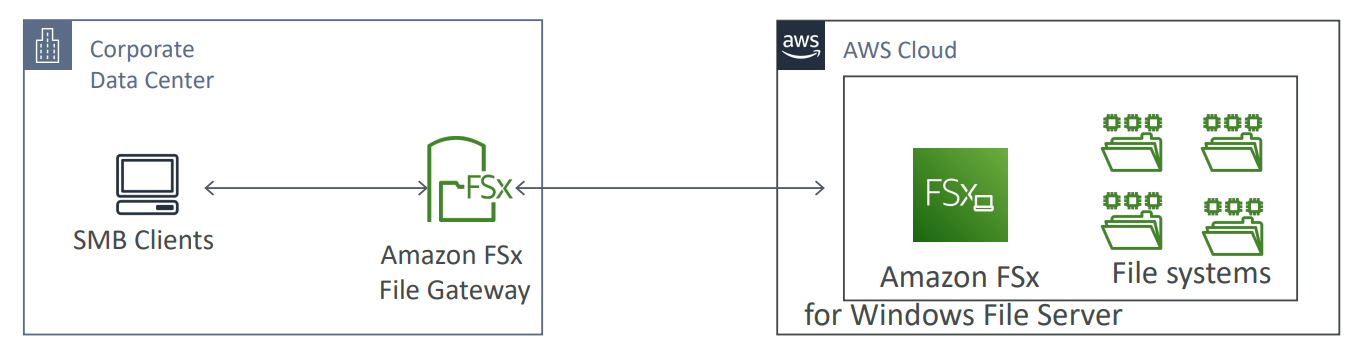 Corporate
Data Center
SMB Clients
FSx
Amazon FSx
File Gateway
aws
AWS Cloud
FSx
Amazon FSx
for Windows File Server
File systems